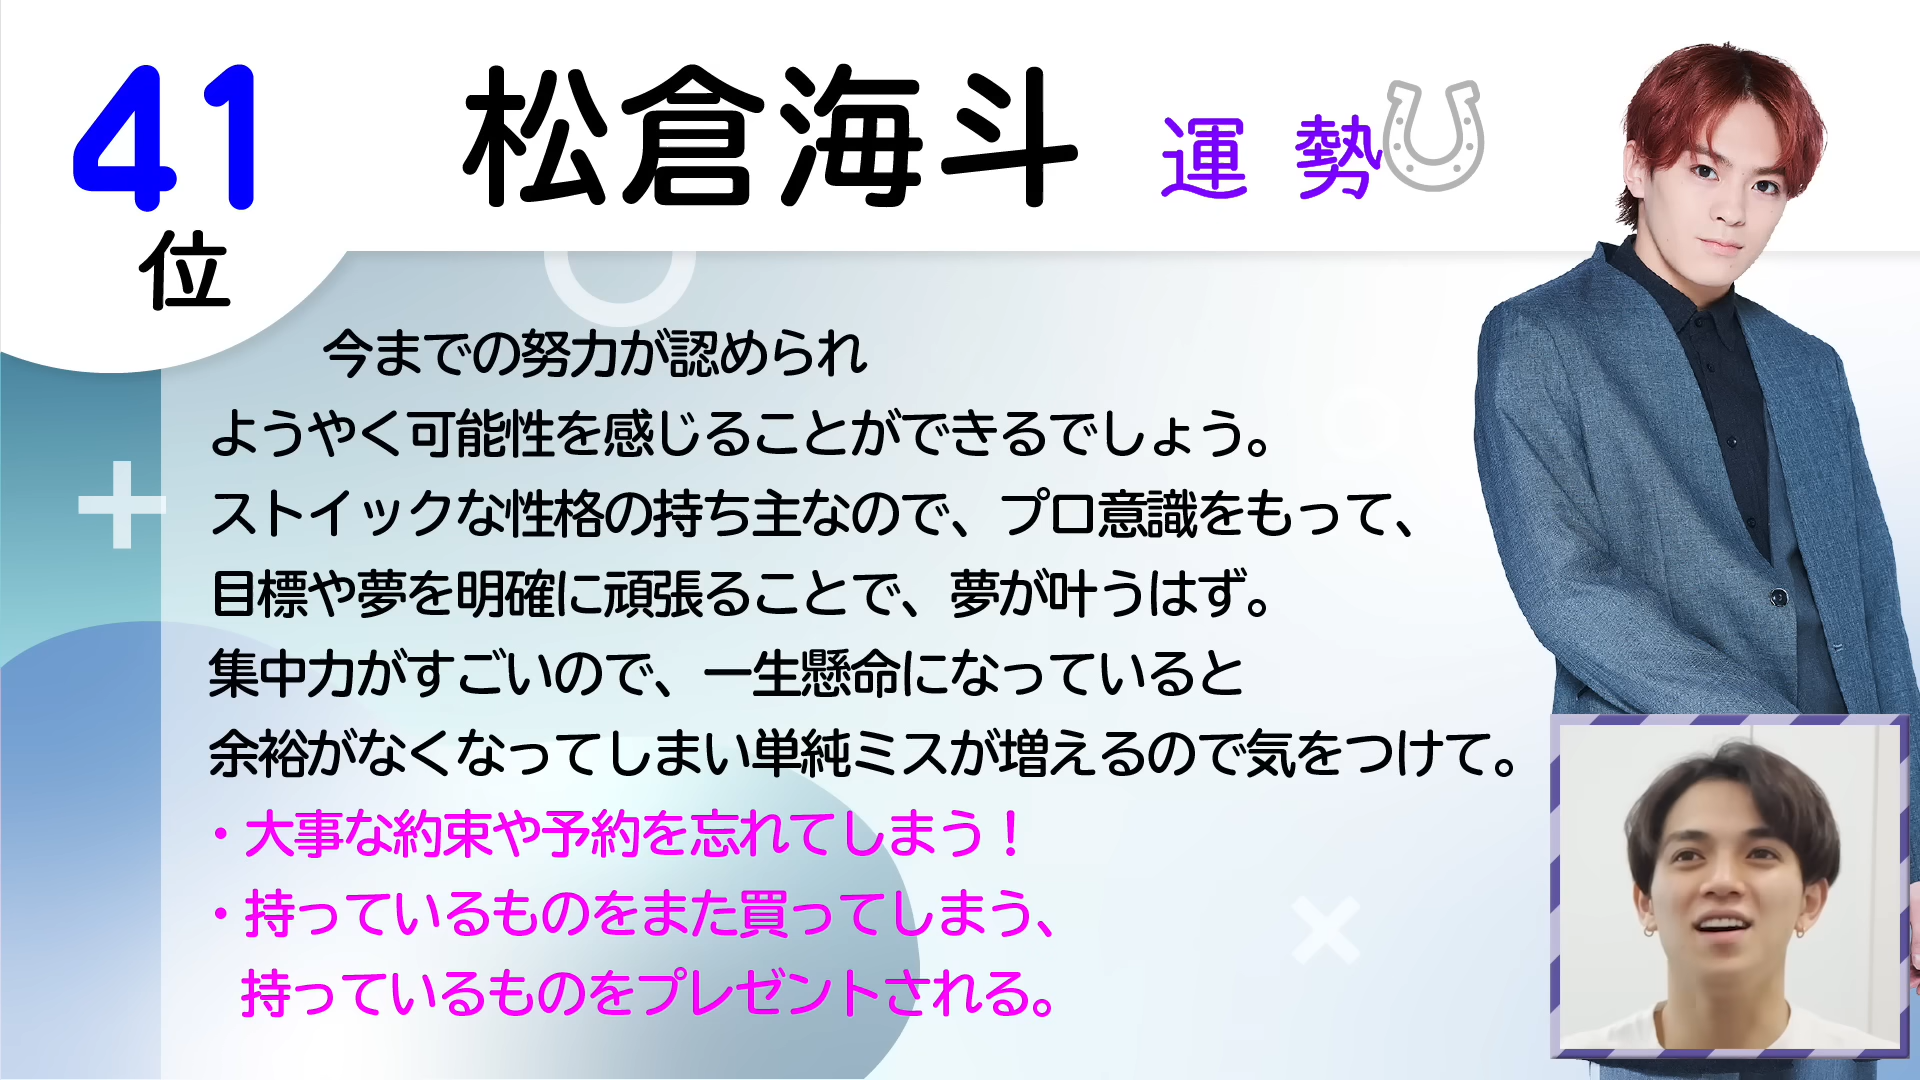 41
位
松倉海斗 運勢
今までの努力が認められ
ようやく可能性を感じることができるでしょう。
ストイックな性格の持ち主なので、プロ意識をもって、
目標や夢を明確に頑張ることで、夢が叶うはず。
集中力がすごいので、一生懸命になっていると
余裕がなくなってしまい単純ミスが増えるので気をつけて。
・大事な約束や予約を忘れてしまう！
・持っているものをまた買ってしまう、
持っているものをプレゼントされる。